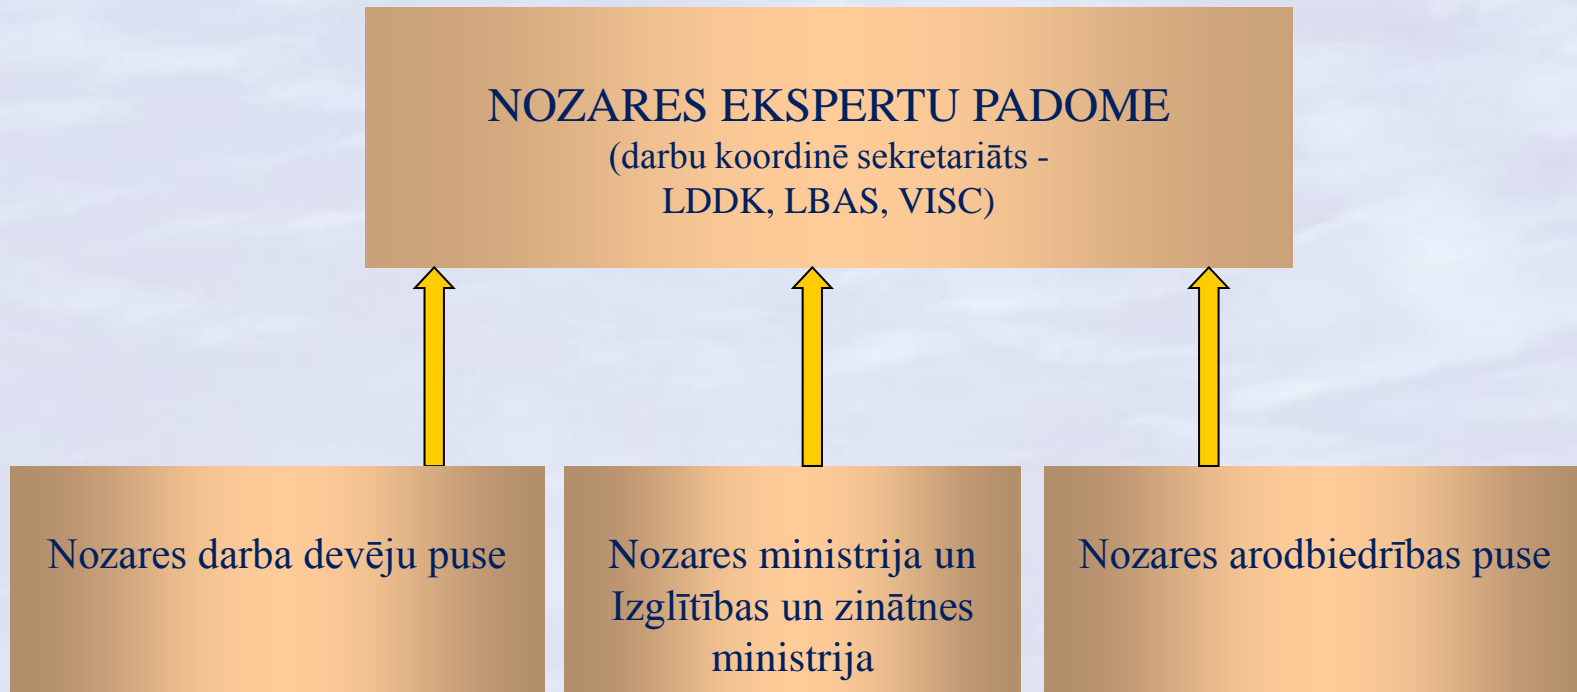 NOZARES EKSPERTU PADOME
(darbu koordinē sekretariāts -
LDDK, LBAS, VISC)
Nozares darba devēju puse
Nozares ministrija un
Izglītības un zinātnes
ministrija
Nozares arodbiedrības puse